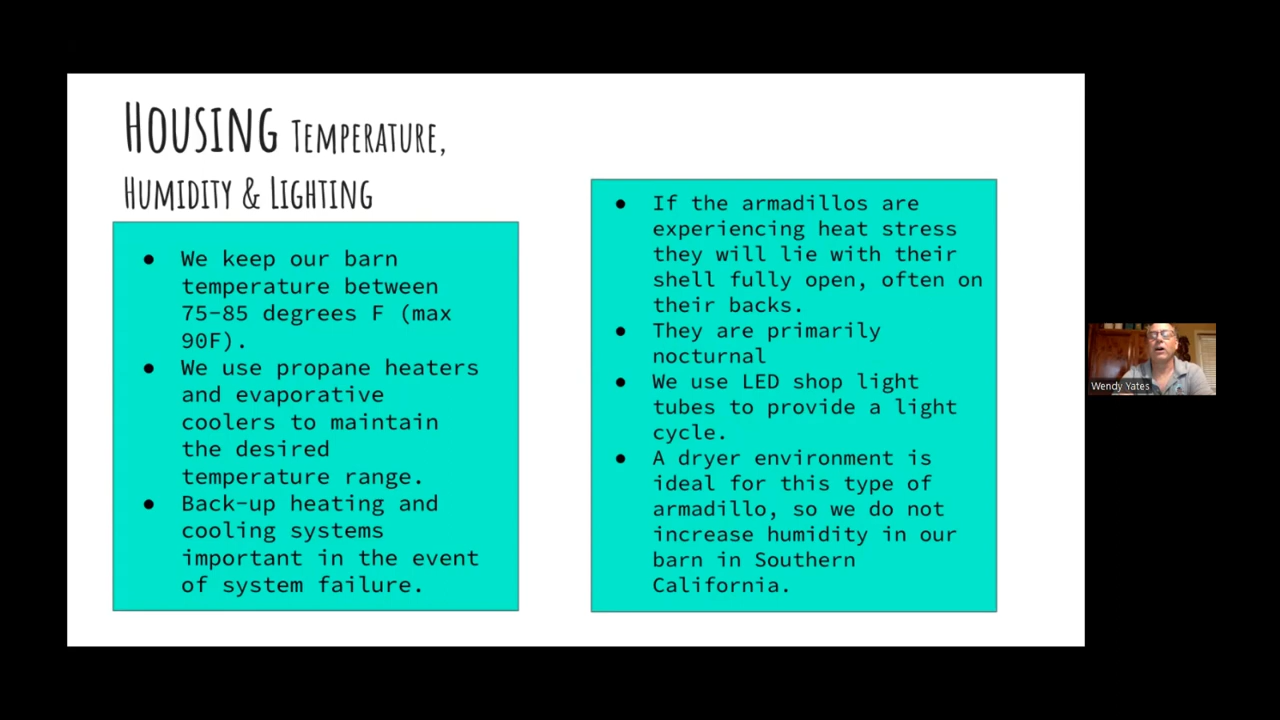 HOUSING TEMPERATURE,
HUMIDITY & LIGHTING
● We keep our barn
temperature between
75-85 degrees F (max
90F).
● We use propane heaters
and evaporative
coolers to maintain
the desired
temperature range.
● Back-up heating and
cooling systems
important in the event
of system failure.
● If the armadillos are
experiencing heat stress
they will lie with their
shell fully open, often on
their backs.
● They are primarily
nocturnal
● We use LED shop light
tubes to provide a light
cycle.
● A dryer environment is
ideal for this type of
armadillo, so we do not
increase humidity in our
barn in Southern
California.
Wendy Yates